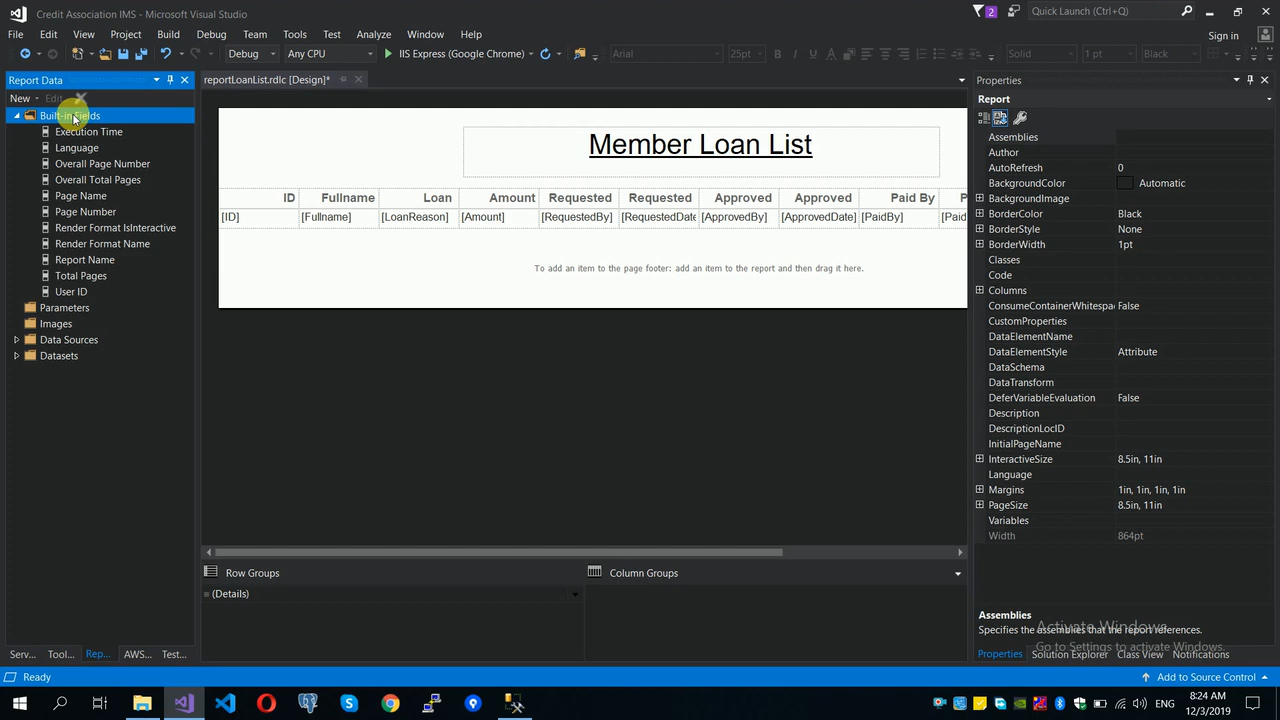 Credit Association IMS - Microsoft Visual Studio
2
Quick Launch (Ctrl+Q)
File Edit View Project Build Debug Team Tools Test Analyze Window Help
Sign in
Debug Any CPU IIS Express (Google Chrome) Arial 25pt B I U Solid 1 pt Black
Report Data
reportLoanList.rdlc [Design]*
Properties
New Edit
Report
Built-in Fields
Execution Time
Language
Overall Page Number
Overall Total Pages
Page Name
Page Number
Render Format IsInteractive
Render Format Name
Report Name
Total Pages
User ID
Parameters
Images
Data Sources
Datasets
Member Loan List
ID Fullname Loan Amount Requested Requested Approved Approved Paid By P
[ID] [Fullname] [LoanReason] [Amount] [RequestedBy] [RequestedDate [ApprovedBy] [ApprovedDate] [PaidBy] [Paid
To add an item to the page footer: add an item to the report and then drag it here.
Row Groups
Column Groups
(Details)
Assemblies
Author
AutoRefresh 0
BackgroundColor Automatic
BackgroundImage
BorderColor Black
BorderStyle None
BorderWidth 1pt
Classes
Code
Columns
ConsumeContainerWhitespa False
CustomProperties
DataElementName
DataElementStyle Attribute
DataSchema
DataTransform
DeferVariableEvaluation False
Description
DescriptionLocID
InitialPageName
InteractiveSize 8.5in, 11in
Language
Margins 1in, 1in, 1in, 1in
PageSize 8.5in, 11in
Variables
Width 864pt
Assemblies
Specifies the assemblies that the report references.
Activate Windows
Go to Settings to activate Windows.
Serv... Tool... Rep... AWS... Test...
Properties Solution Explorer Class View Notifications
Ready
Add to Source Control
8:24 AM
12/3/2019